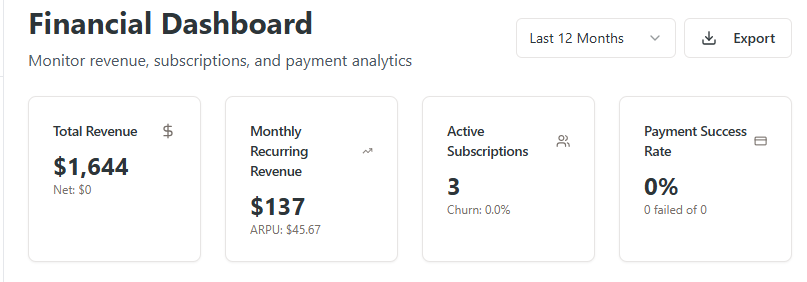 Financial Dashboard
Monitor revenue, subscriptions, and payment analytics
Last 12 Months
Export
Total Revenue
$1,644
Net: $0
Monthly
Recurring
Revenue
$137
ARPU: $45.67
Active
Subscriptions
3
Churn: 0.0%
Payment Success
Rate
0%
0 failed of 0